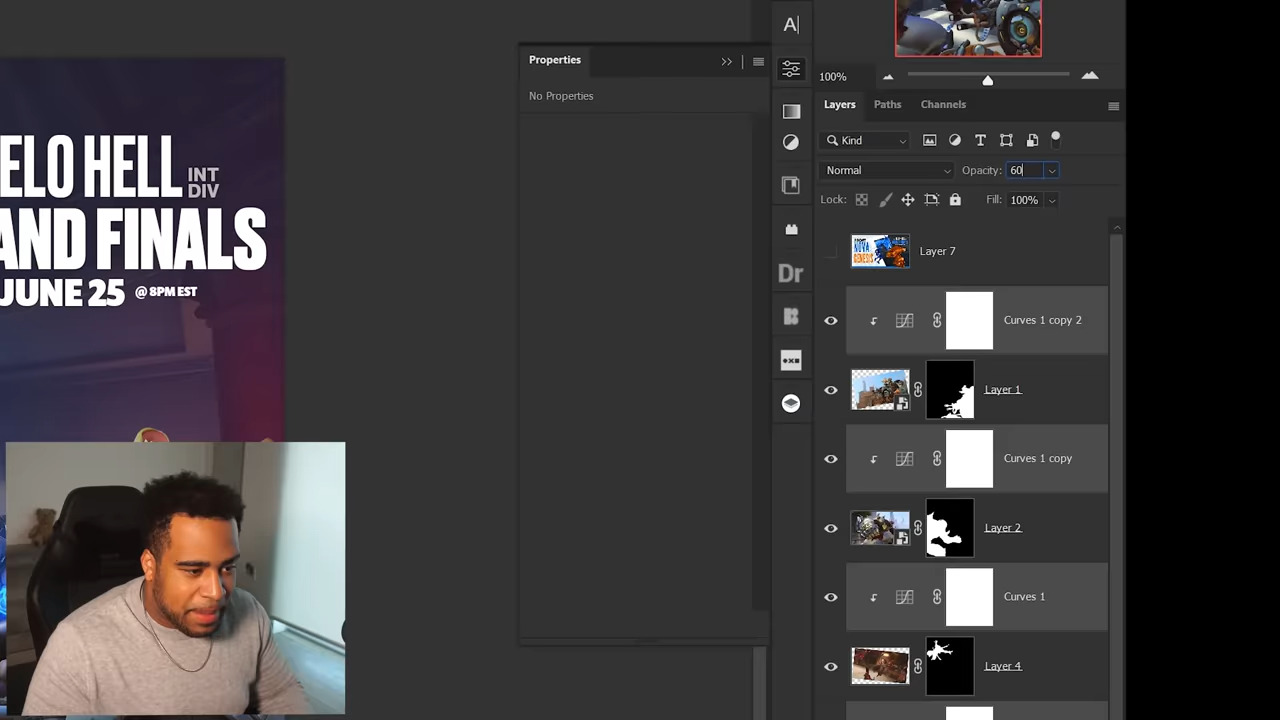 A|
Properties
No Properties
100%
Layers Paths Channels
Kind
Normal Opacity: 60
Lock: Fill: 100%
Layer 7
Curves 1 copy 2
Layer 1
Curves 1 copy
Layer 2
Curves 1
Layer 4
Dr
ELO HELL INT DIV
AND FINALS
JUNE 25 @ 8PM EST
NOVA
GENESIS